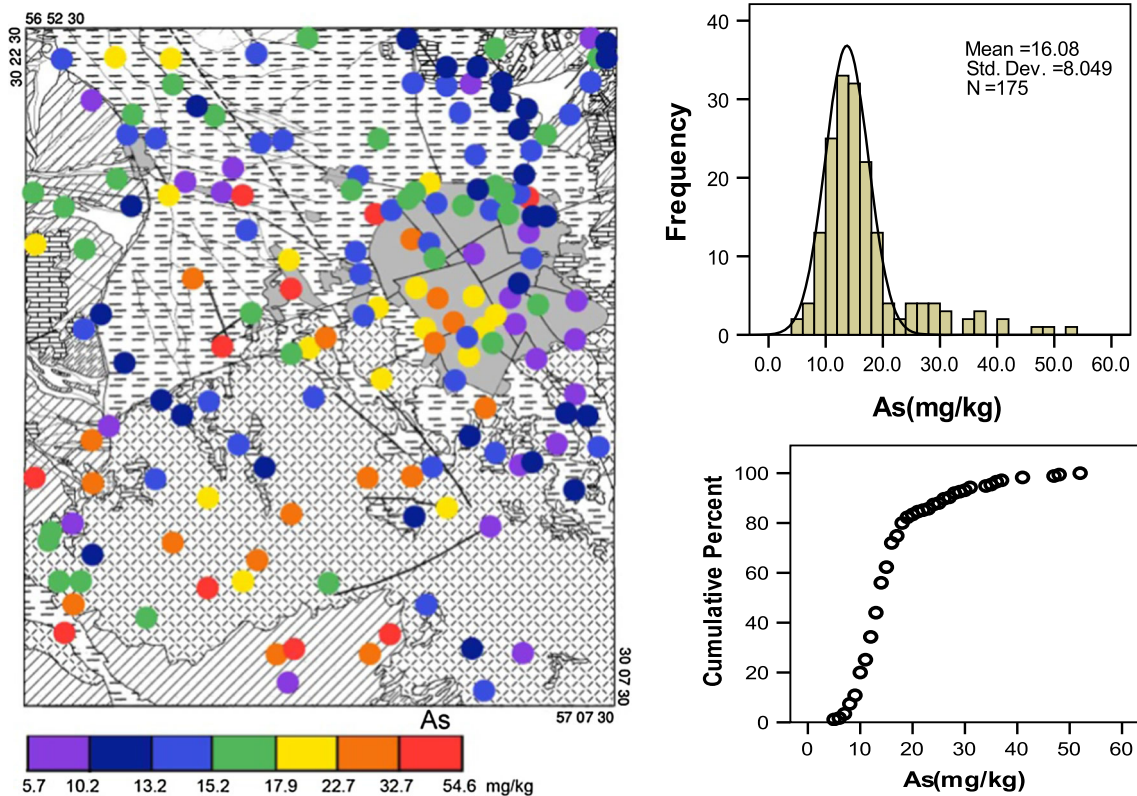 56 52 30
30 22 30
30 07 30
57 07 30
As
5.7 10.2 13.2 15.2 17.9 22.7 32.7 54.6 mg/kg
Mean =16.08
Std. Dev. =8.049
N =175
Frequency
40
30
20
10
0
0.0 10.0 20.0 30.0 40.0 50.0 60.0
As(mg/kg)
Cumulative Percent
100
80
60
40
20
0
0 10 20 30 40 50 60
As(mg/kg)